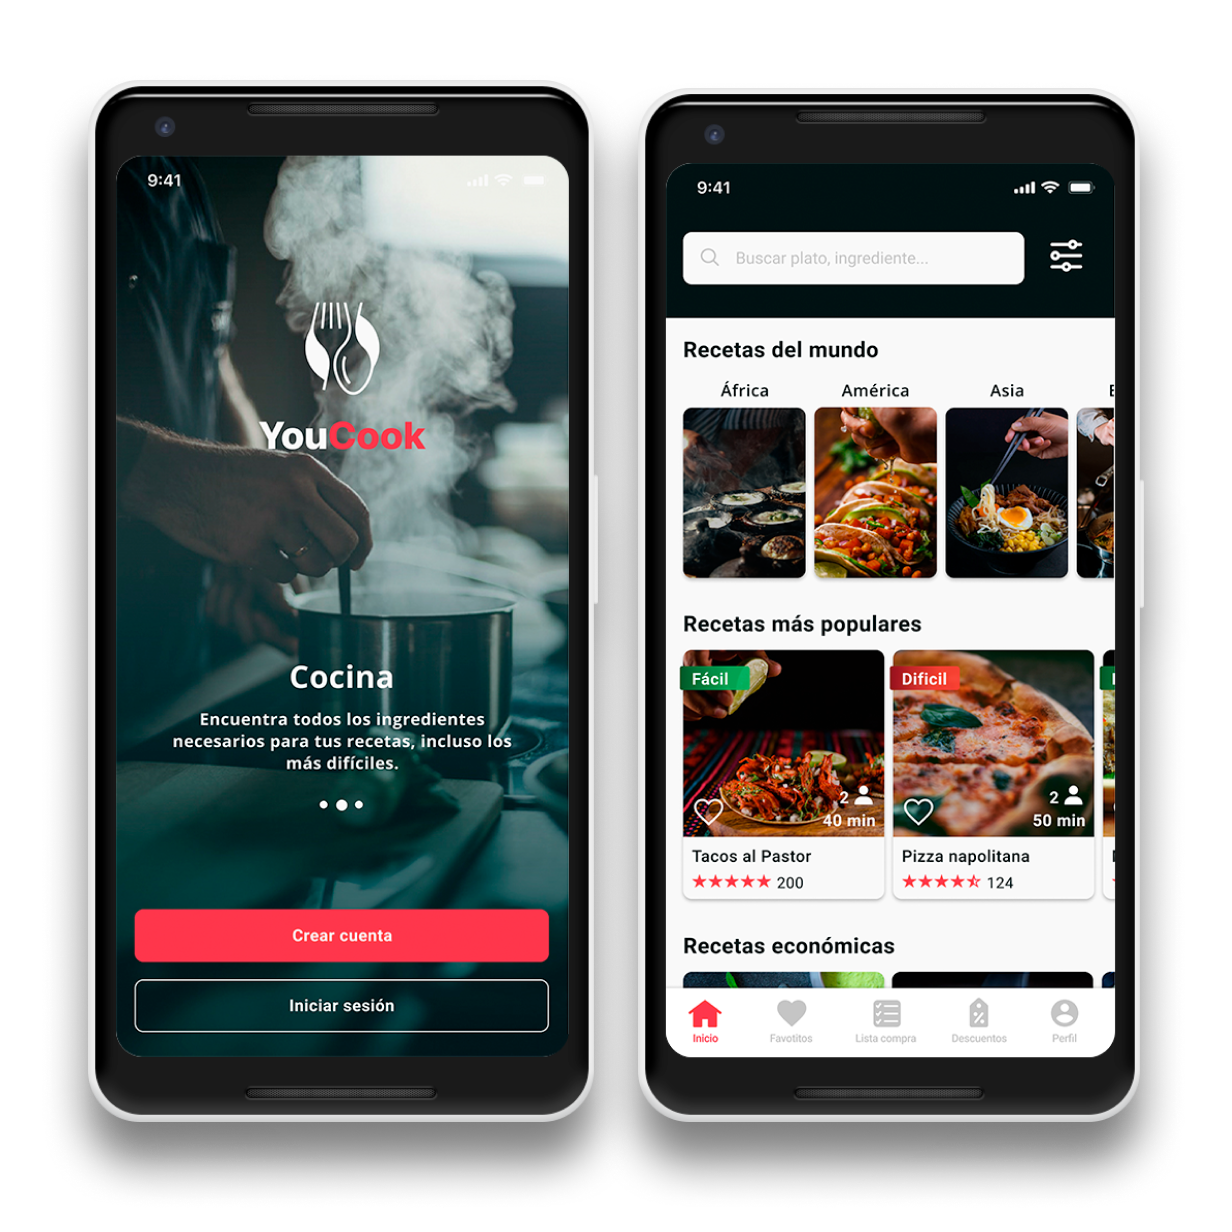 9:41
YouCook
Cocina
Encuentra todos los ingredientes
necesarios para tus recetas, incluso los
más difíciles.
Crear cuenta
Iniciar sesión
9:41
Buscar plato, ingrediente...
Recetas del mundo
África América Asia E
Recetas más populares
Fácil
2
40 min
Tacos al Pastor
200
Dificil
2
50 min
Pizza napolitana
124
Recetas económicas
Inicio Favotitos Lista compra Descuentos Perfil